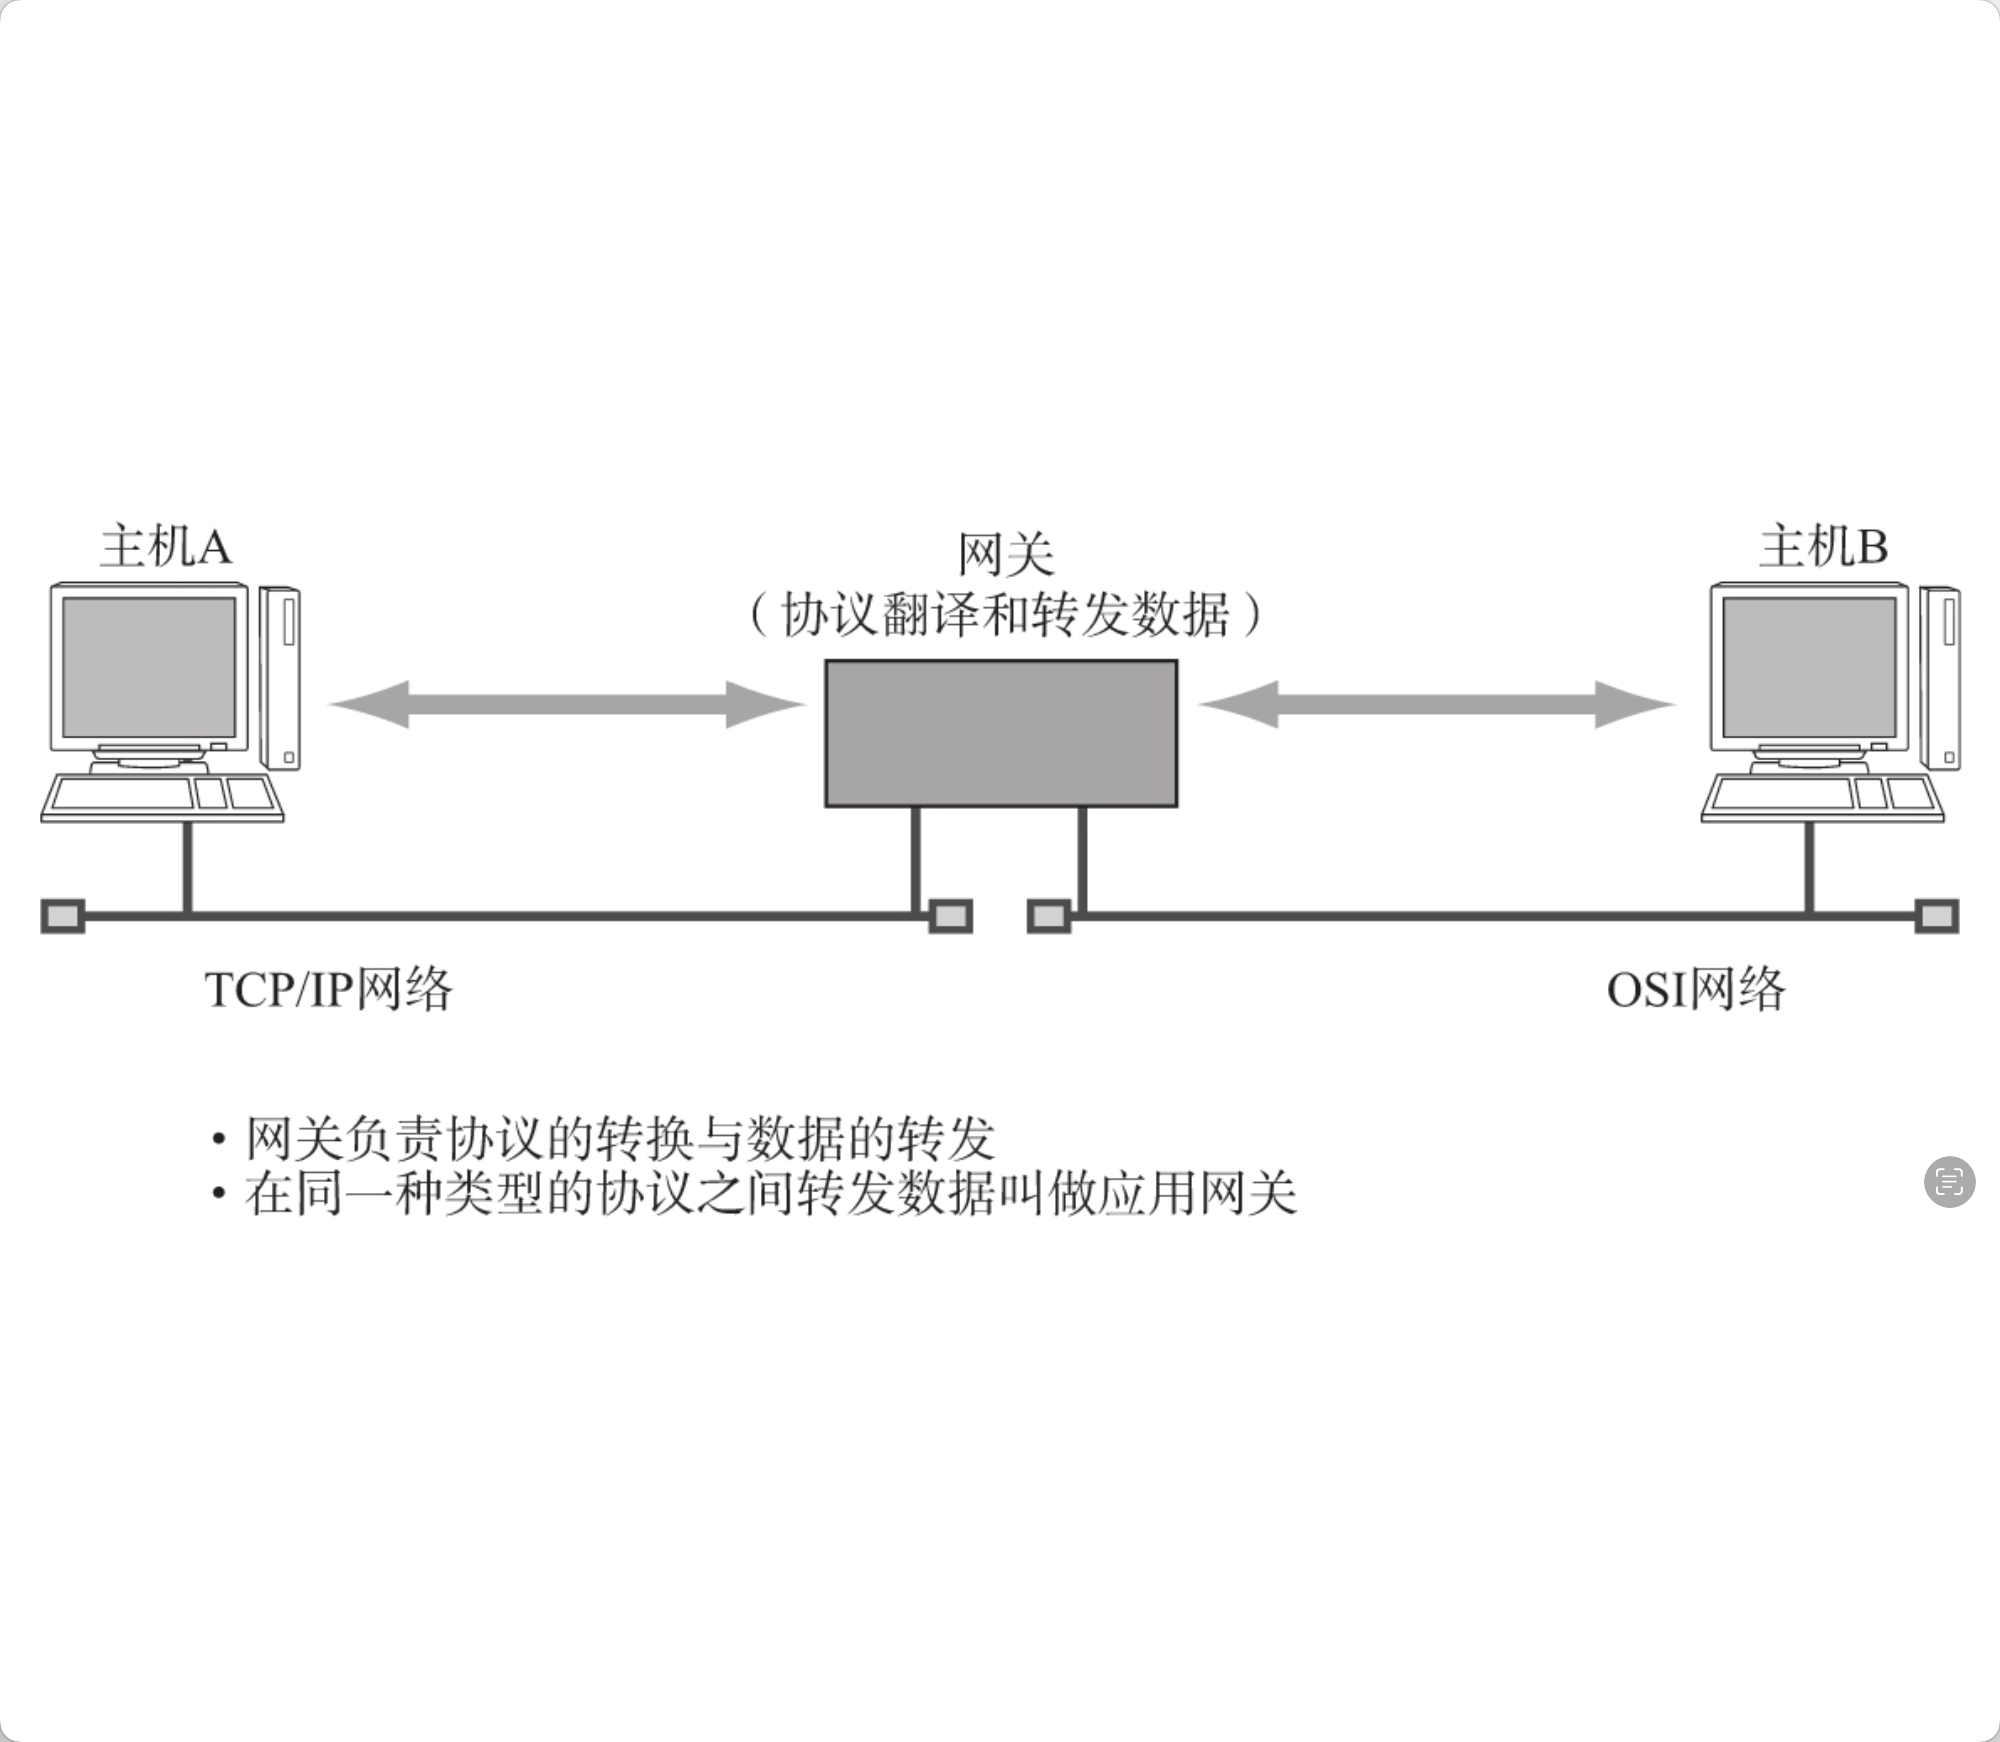 主机A
网关
主机B
（协议翻译和转发数据）
TCP/IP网络
OSI网络
• 网关负责协议的转换与数据的转发
• 在同一种类型的协议之间转发数据叫做应用网关